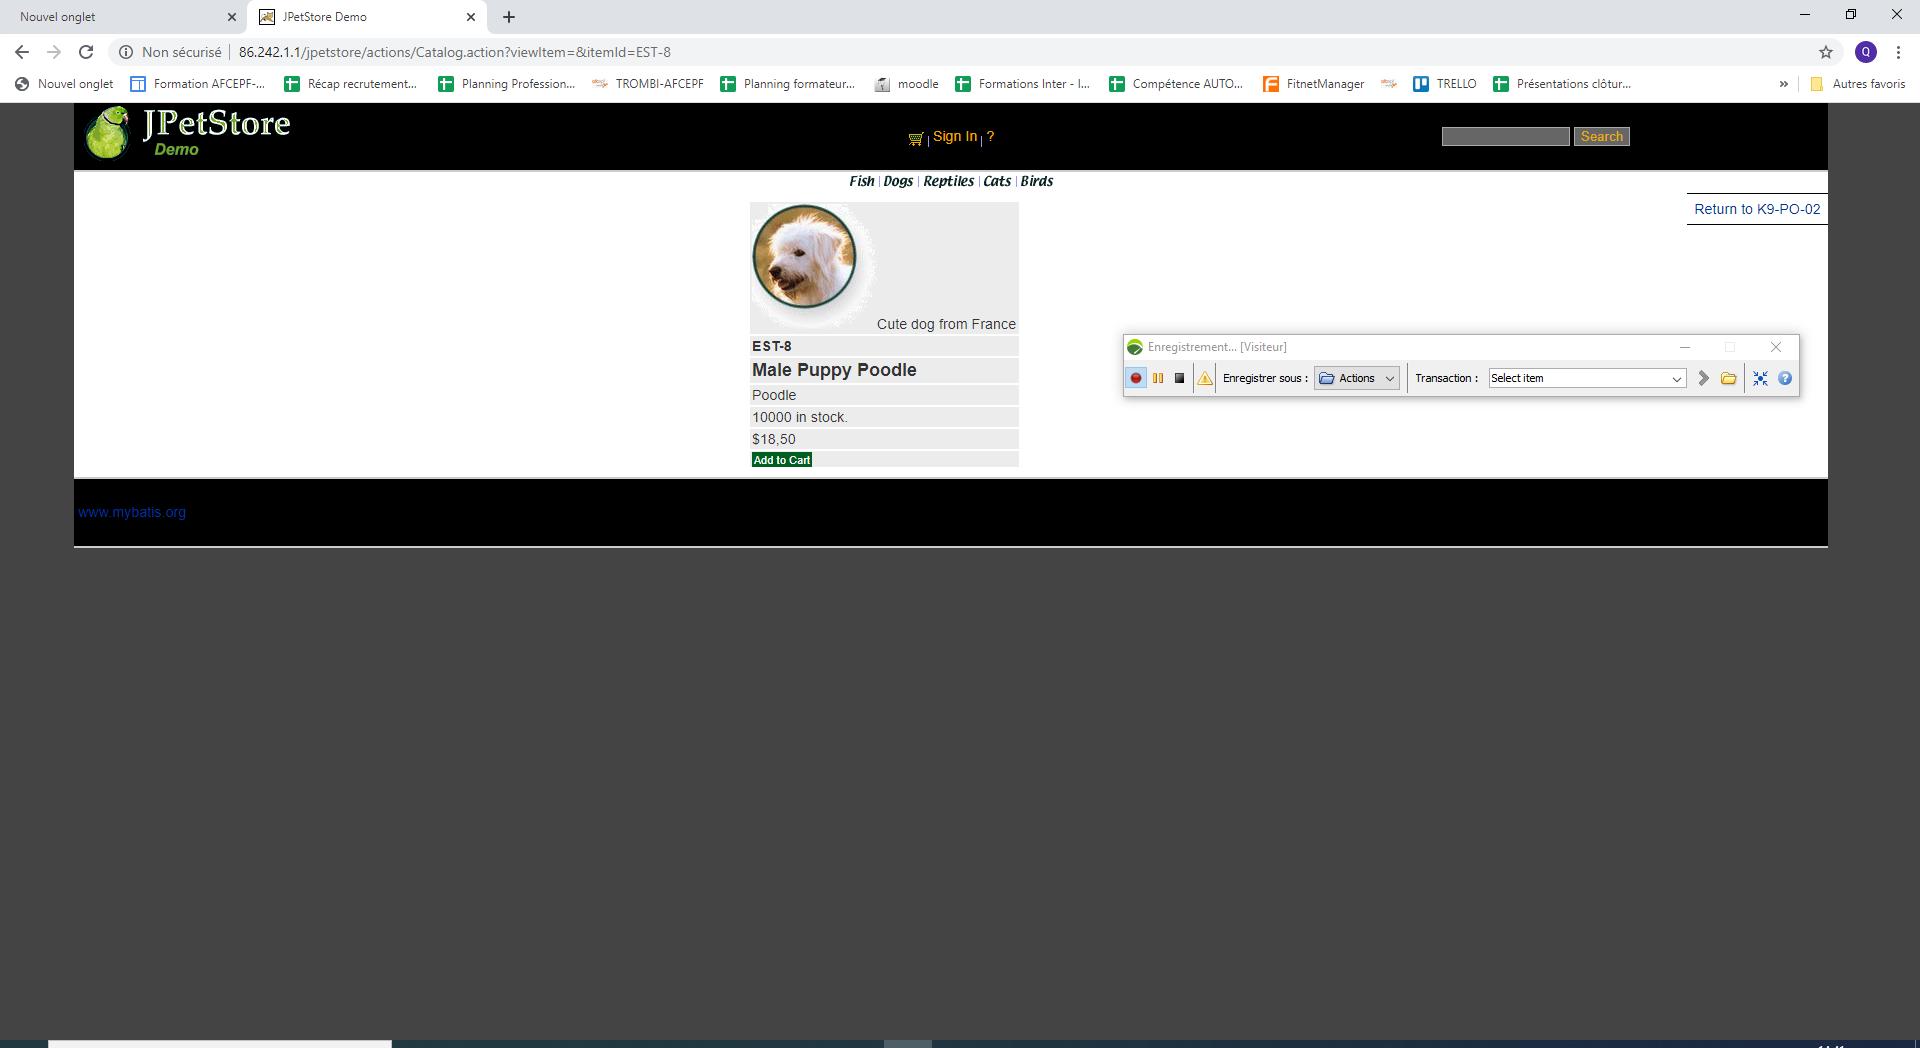 Nouvel onglet
JPetStore Demo
Non sécurisé
86.242.1.1/jpetstore/actions/Catalog.action?viewItem=&itemId=EST-8
Q
Nouvel onglet
Formation AFCEPF-...
Récap recrutement...
Planning Profession...
TROMBI-AFCEPF
Planning formateur...
moodle
Formations Inter - I...
Compétence AUTO...
FitnetManager
TRELLO
Présentations clôtur...
»
Autres favoris
JPetStore
Demo
Sign In | ?
Search
Fish | Dogs | Reptiles | Cats | Birds
Return to K9-PO-02
Cute dog from France
EST-8
Male Puppy Poodle
Poodle
10000 in stock.
$18,50
Add to Cart
Enregistrement... [Visiteur]
Enregistrer sous : Actions Transaction : Select item
www.mybatis.org